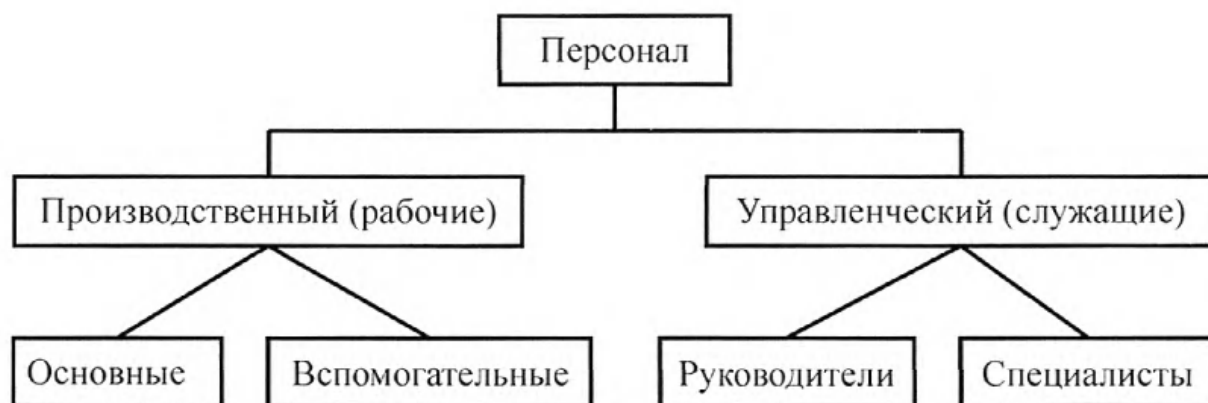 Персонал
Производственный (рабочие)
Управленческий (служащие)
Основные
Вспомогательные
Руководители
Специалисты